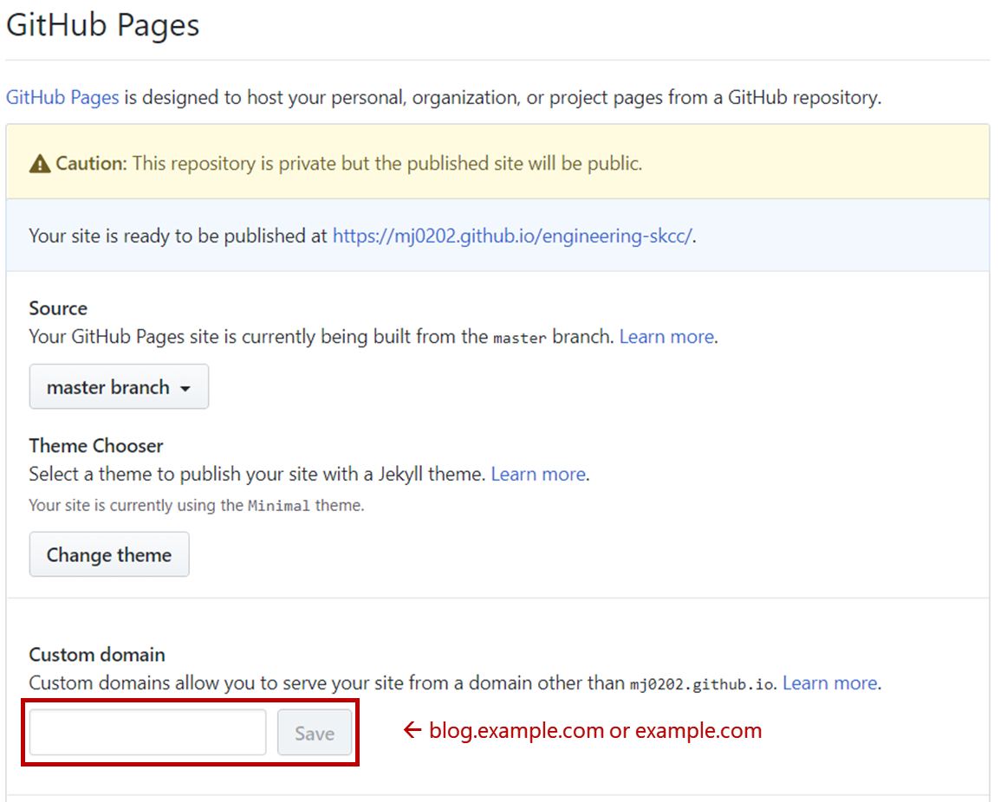 GitHub Pages
GitHub Pages is designed to host your personal, organization, or project pages from a GitHub repository.
Caution: This repository is private but the published site will be public.
Your site is ready to be published at https://mj0202.github.io/engineering-skcc/.
Source
Your GitHub Pages site is currently being built from the master branch. Learn more.
master branch
Theme Chooser
Select a theme to publish your site with a Jekyll theme. Learn more.
Your site is currently using the Minimal theme.
Change theme
Custom domain
Custom domains allow you to serve your site from a domain other than mj0202.github.io. Learn more.
Save ← blog.example.com or example.com